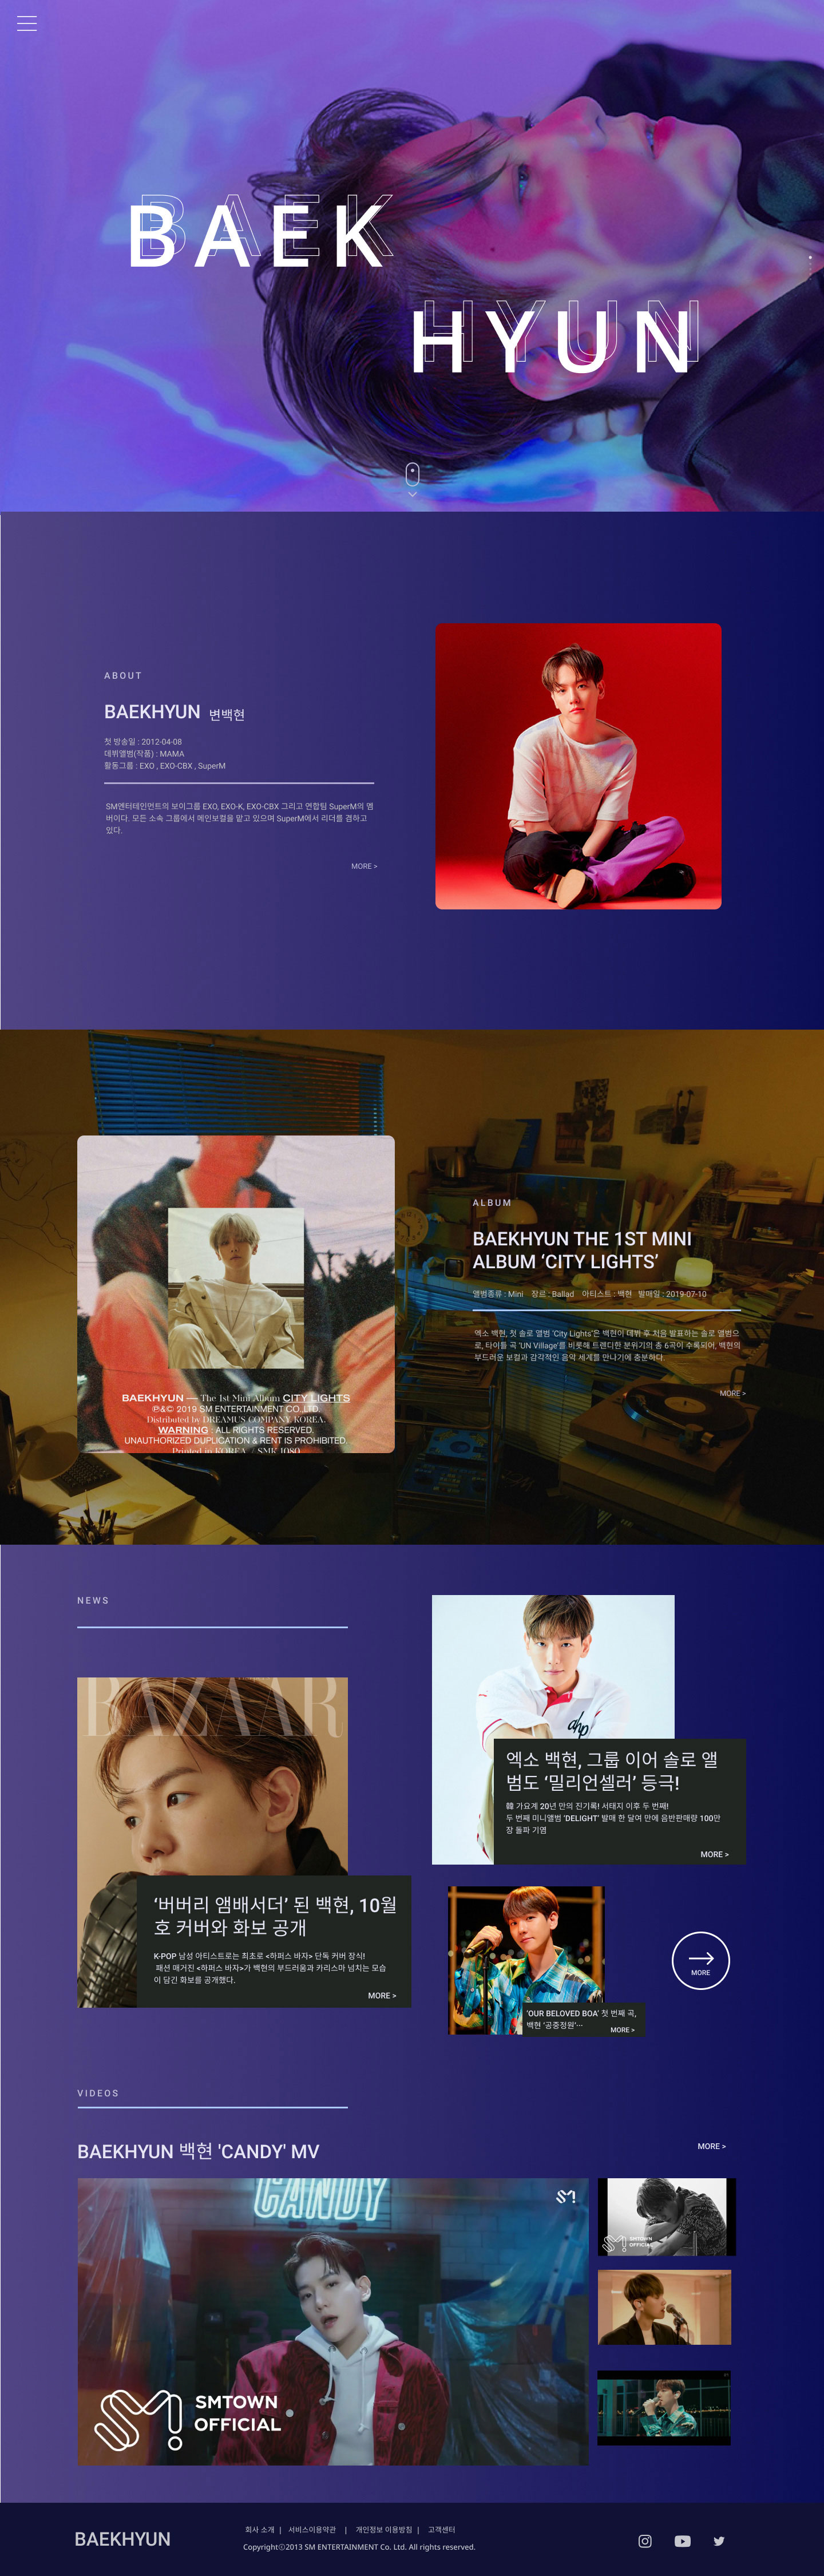 BAEK
HYUN
ABOUT
BAEKHYUN 변백현
첫 방송일 : 2012-04-08
데뷔앨범(작품) : MAMA
활동그룹 : EXO , EXO-CBX , SuperM
SM엔터테인먼트의 보이그룹 EXO, EXO-K, EXO-CBX 그리고 연합팀 SuperM의 멤
버이다. 모든 소속 그룹에서 메인보컬을 맡고 있으며 SuperM에서 리더를 겸하고
있다.
MORE >
BAEKHYUN — The 1st Mini Album CITY LIGHTS
℗&© 2019 SM ENTERTAINMENT CO.,LTD.
Distributed by DREAMUS COMPANY KOREA.
WARNING : ALL RIGHTS RESERVED.
UNAUTHORIZED DUPLICATION & RENT IS PROHIBITED.
Printed in KOREA / SMK 1080
ALBUM
BAEKHYUN THE 1ST MINI
ALBUM ‘CITY LIGHTS’
앨범종류 : Mini 장르 : Ballad 아티스트 : 백현 발매일 : 2019-07-10
엑소 백현, 첫 솔로 앨범 ‘City Lights’은 백현이 데뷔 후 처음 발표하는 솔로 앨범으
로, 타이틀 곡 ‘UN Village’를 비롯해 트렌디한 분위기의 총 6곡이 수록되어, 백현의
부드러운 보컬과 감각적인 음악 세계를 만나기에 충분하다.
MORE >
NEWS
BAZAAR
‘버버리 앰배서더’ 된 백현, 10월
호 커버와 화보 공개
K-POP 남성 아티스트로는 최초로 <하퍼스 바자> 단독 커버 장식!
패션 매거진 <하퍼스 바자>가 백현의 부드러움과 카리스마 넘치는 모습
이 담긴 화보를 공개했다.
MORE >
ahp
엑소 백현, 그룹 이어 솔로 앨
범도 ‘밀리언셀러’ 등극!
韓 가요계 20년 만의 진기록! 서태지 이후 두 번째!
두 번째 미니앨범 ‘DELIGHT’ 발매 한 달여 만에 음반판매량 100만
장 돌파 기염
MORE >
‘OUR BELOVED BOA’ 첫 번째 곡,
백현 ‘공중정원’…
MORE >
MORE
VIDEOS
BAEKHYUN 백현 'CANDY' MV
MORE >
CANDY
SMTOWN
OFFICIAL
SMTOWN
OFFICIAL
BAEKHYUN
회사 소개 | 서비스이용약관 | 개인정보 이용방침 | 고객센터
Copyrightⓒ2013 SM ENTERTAINMENT Co. Ltd. All rights reserved.